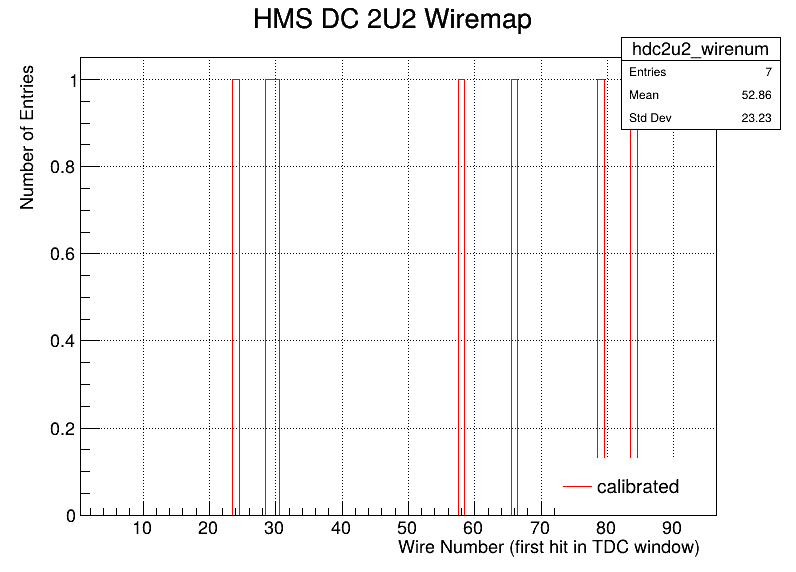 HMS DC 2U2 Wiremap
hdc2u2_wirenum
Entries 7
Mean 52.86
Std Dev 23.23
Number of Entries
1
0.8
0.6
0.4
0.2
0
calibrated
10 20 30 40 50 60 70 80 90
Wire Number (first hit in TDC window)